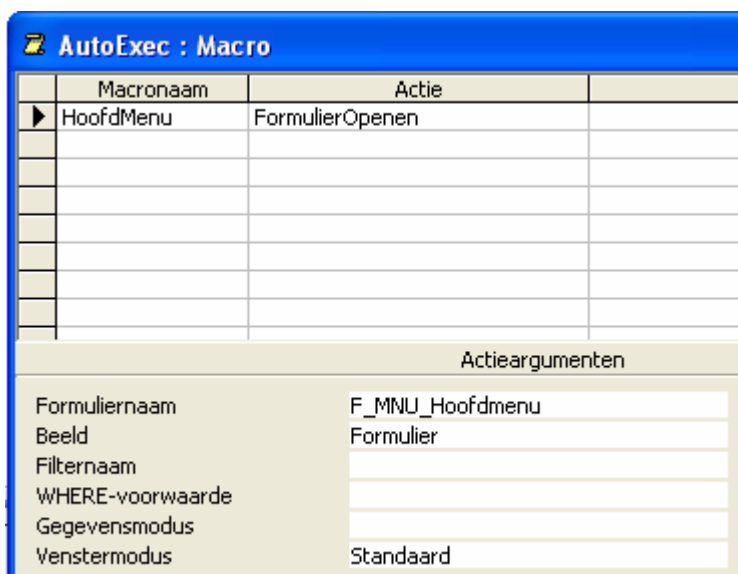 AutoExec : Macro
Macronaam Actie
HoofdMenu FormulierOpenen
Actieargumenten
Formuliernaam F_MNU_Hoofdmenu
Beeld Formulier
Filternaam
WHERE-voorwaarde
Gegevensmodus
Venstermodus Standaard